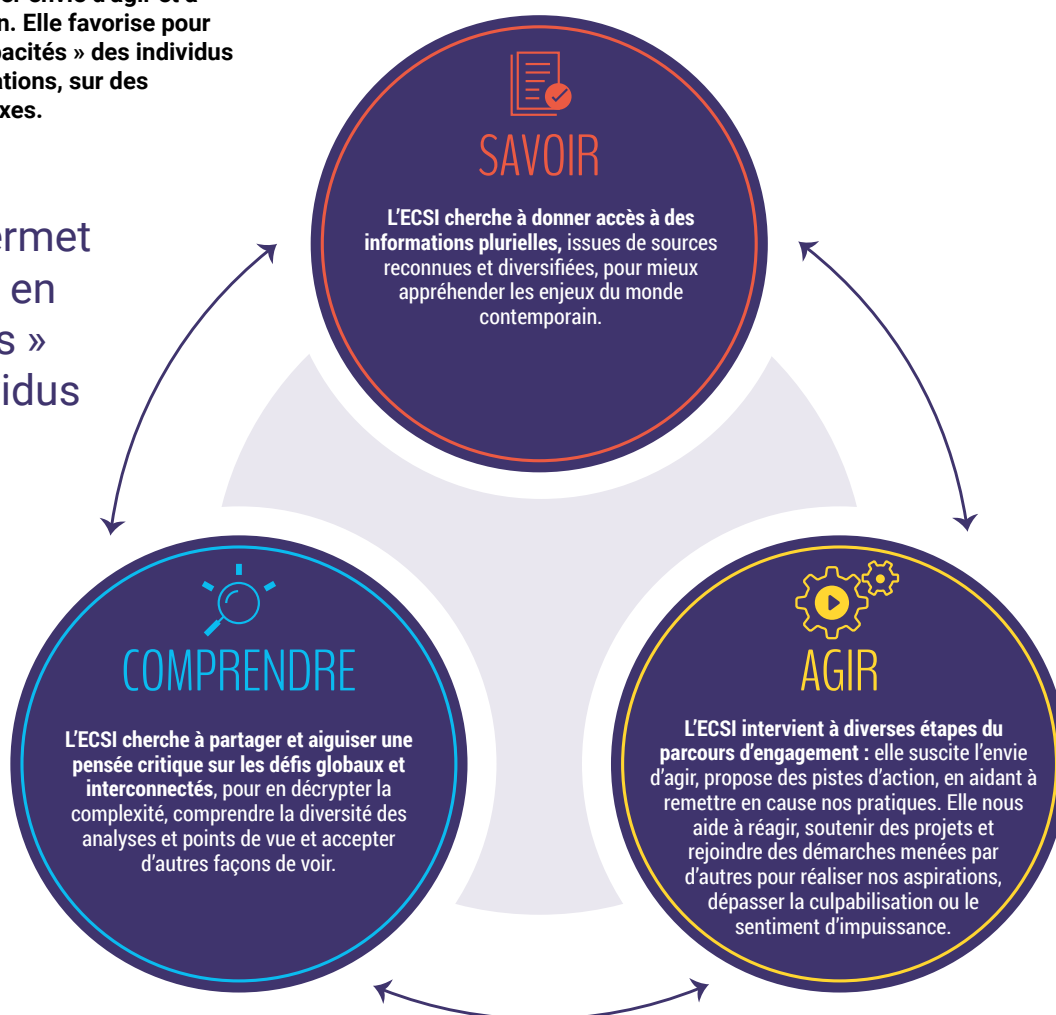 n. Elle favorise pour
» des individus
sur des
SAVOIR
L'ECSI cherche à donner accès à des
informations plurielles, issues de sources
reconnues et diversifiées, pour mieux
appréhender les enjeux du monde
contemporain.
en
»
COMPRENDRE
L'ECSI cherche à partager et aiguiser une
pensée critique sur les défis globaux et
interconnectés, pour en décrypter la
complexité, comprendre la diversité des
analyses et points de vue et accepter
d'autres façons de voir.
AGIR
L'ECSI intervient à diverses étapes du
parcours d'engagement : elle suscite l'envie
d'agir, propose des pistes d'action, en aidant à
remettre en cause nos pratiques. Elle nous
aide à réagir, soutenir des projets et
rejoindre des démarches menées par
d'autres pour réaliser nos aspirations,
dépasser la culpabilisation ou le
sentiment d'impuissance.